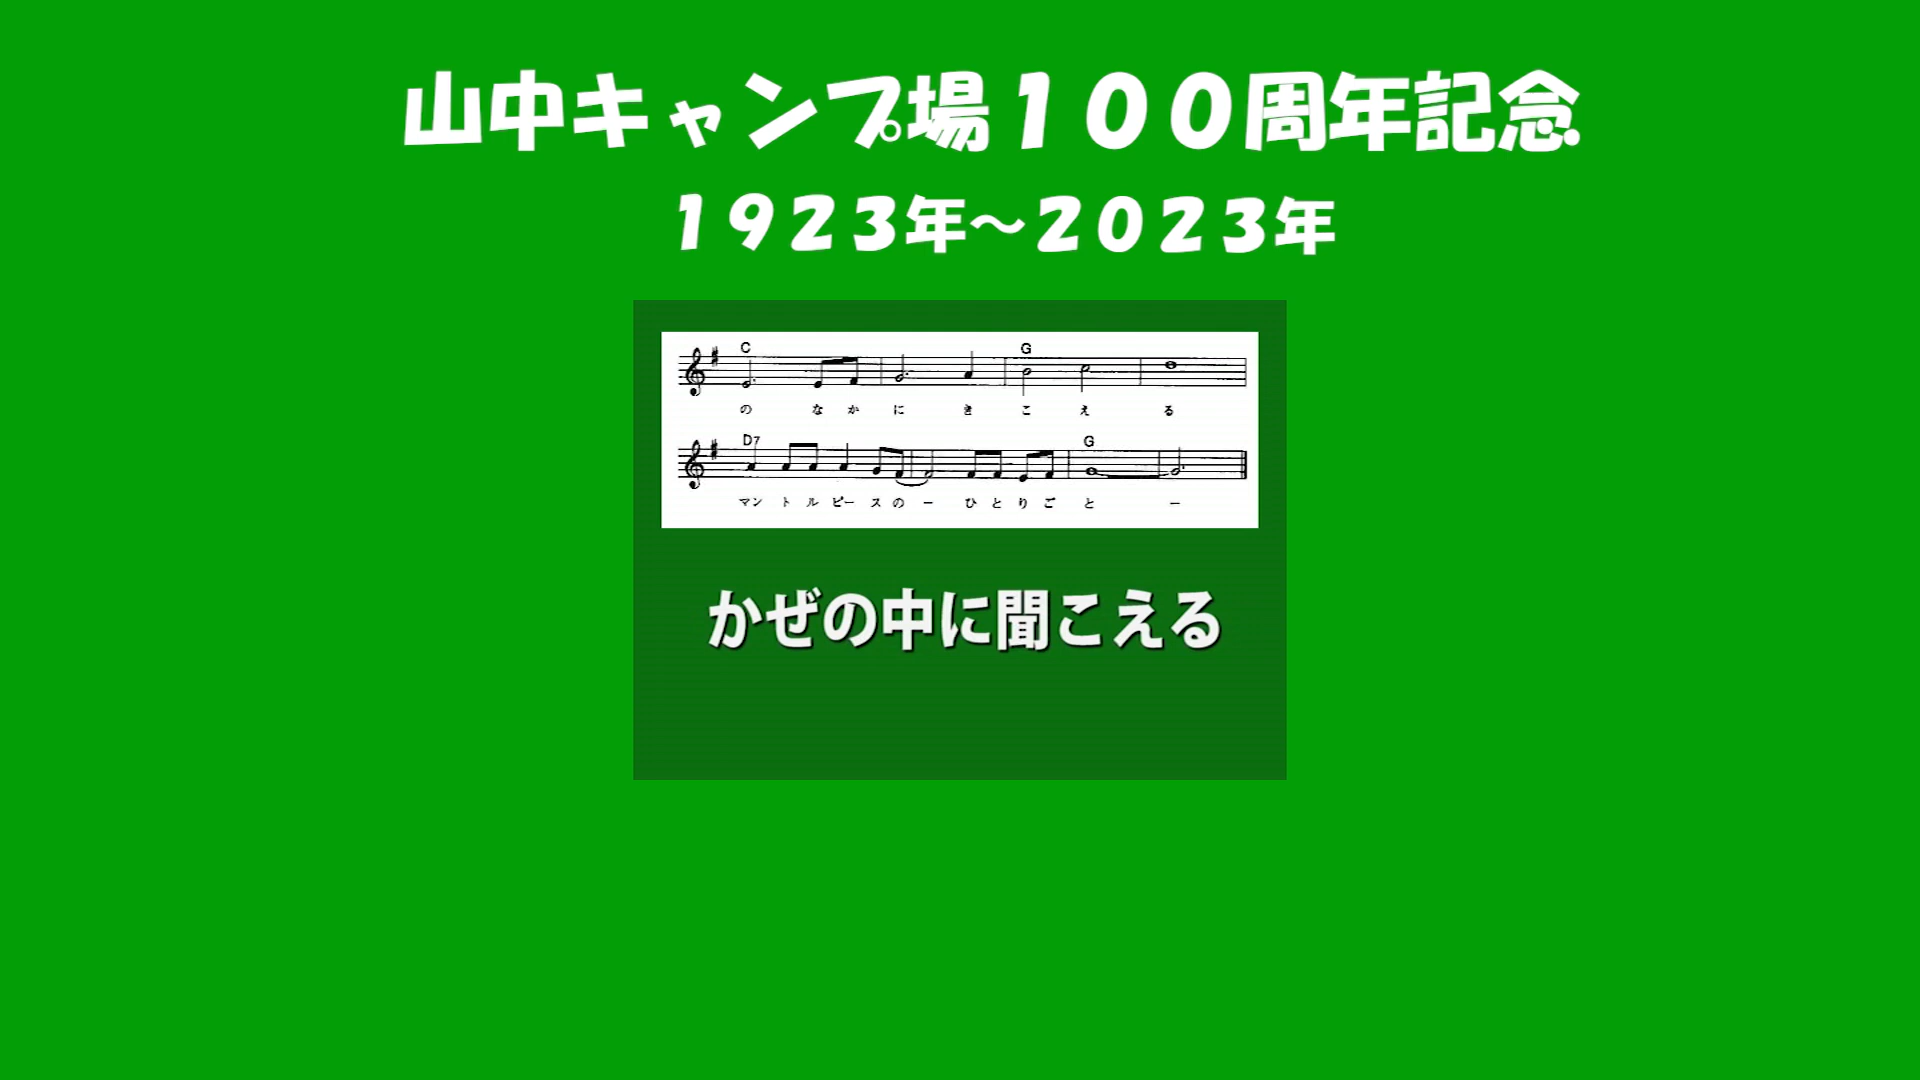 山中キャンプ場１００周年記念
１９２３年～２０２３年
C G
の な か に き こ え る
D7 G
マン ト ル ピー ス の ー ひ と り ご と ー
かぜの中に聞こえる